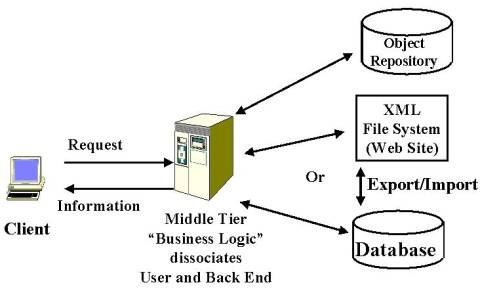 Object
Repository
XML
File System
(Web Site)
Request
Or
Export/Import
Information
Client
Middle Tier
“Business Logic”
dissociates
User and Back End
Database